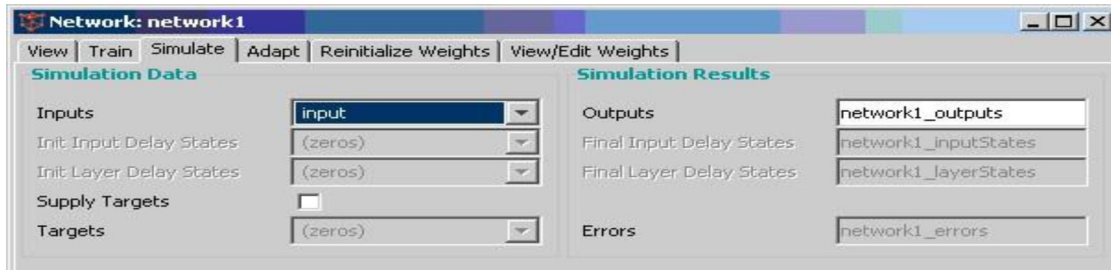 Network: network1
View Train Simulate Adapt Reinitialize Weights View/Edit Weights
Simulation Data Simulation Results
Inputs input Outputs network1_outputs
Init Input Delay States (zeros) Final Input Delay States network1_inputStates
Init Layer Delay States (zeros) Final Layer Delay States network1_layerStates
Supply Targets
Targets (zeros) Errors network1_errors